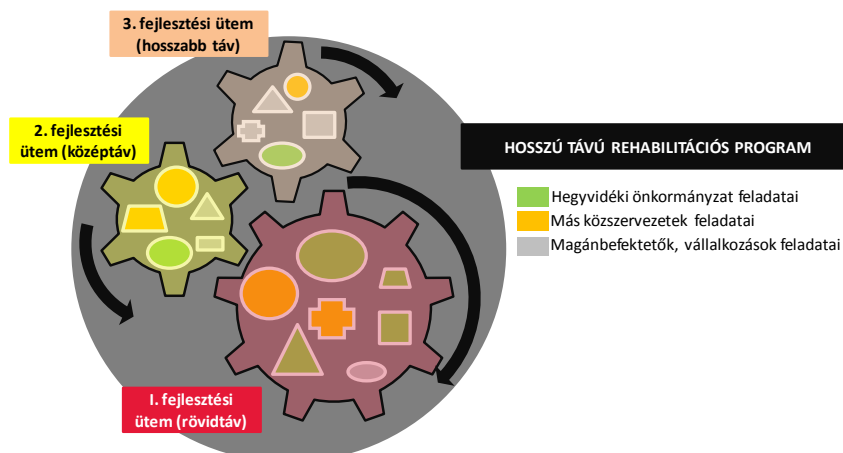 3. fejlesztési ütem
(hosszabb táv)
2. fejlesztési
ütem (középtáv)
HOSSZÚ TÁVÚ REHABILITÁCIÓS PROGRAM
Hegyvidéki önkormányzat feladatai
Más közszervezetek feladatai
Magánbefektetők, vállalkozások feladatai
I. fejlesztési
ütem (rövidtáv)